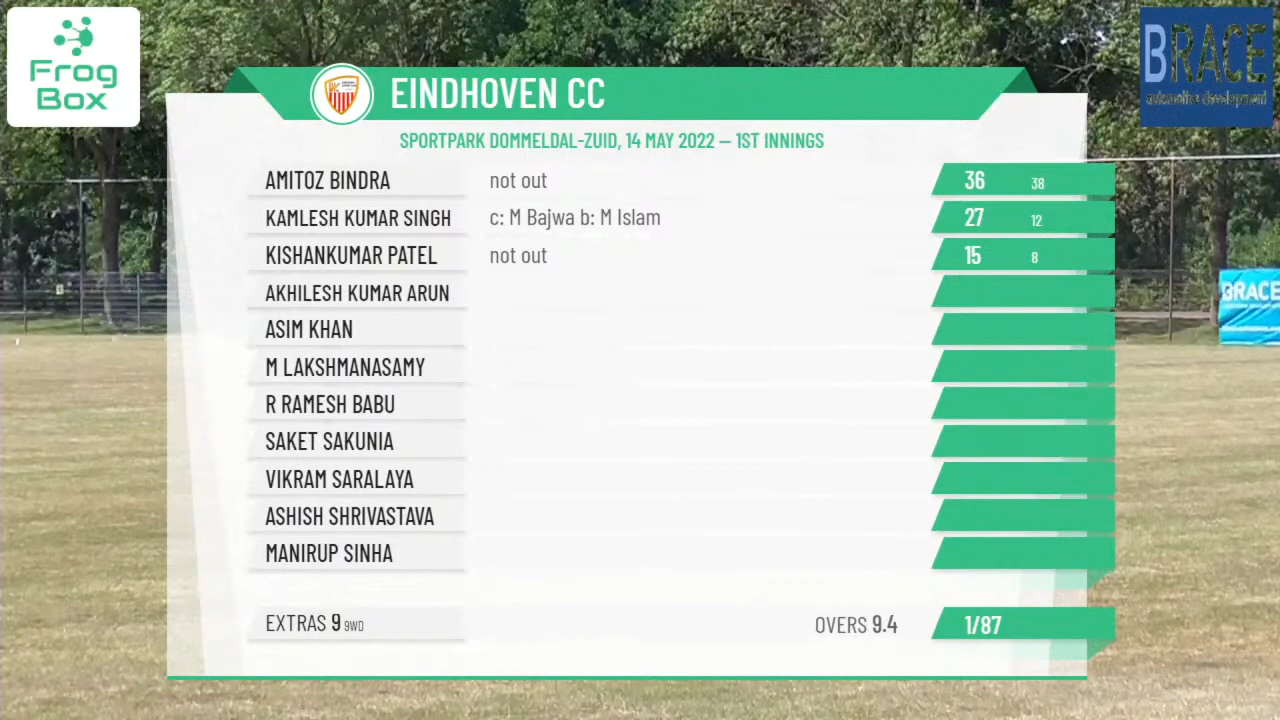 Frog
Box
BRACE
automotive development
EINDHOVEN CC
SPORTPARK DOMMELDAL-ZUID, 14 MAY 2022 – 1ST INNINGS
AMITOZ BINDRA not out 36 38
KAMLESH KUMAR SINGH c: M Bajwa b: M Islam 27 12
KISHANKUMAR PATEL not out 15 8
AKHILESH KUMAR ARUN
ASIM KHAN
M LAKSHMANASAMY
R RAMESH BABU
SAKET SAKUNIA
VIKRAM SARALAYA
ASHISH SHRIVASTAVA
MANIRUP SINHA
EXTRAS 9 9WD OVERS 9.4 1/87
BRACE